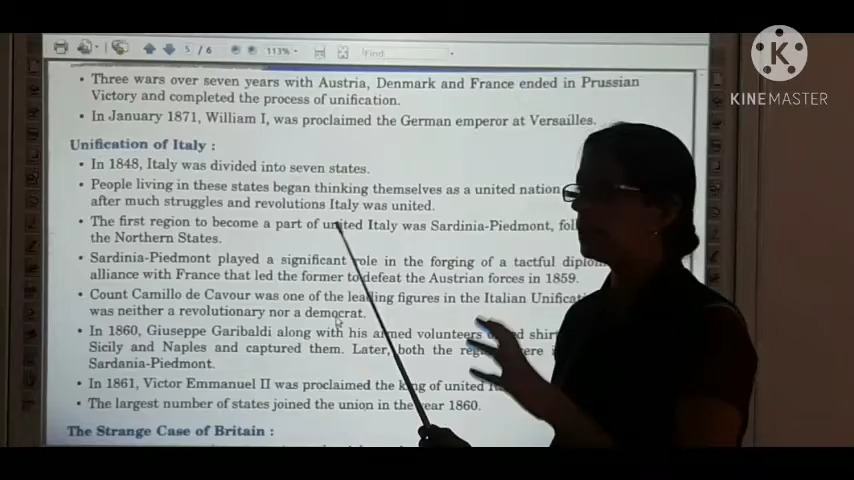 5 / 6
113%
Find
K
KINEMASTER
• Three wars over seven years with Austria, Denmark and France ended in Prussian
Victory and completed the process of unification.
• In January 1871, William I, was proclaimed the German emperor at Versailles.
Unification of Italy :
• In 1848, Italy was divided into seven states.
• People living in these states began thinking themselves as a united nation
after much struggles and revolutions Italy was united.
• The first region to become a part of united Italy was Sardinia-Piedmont,
the Northern States.
• Sardinia-Piedmont played a significant role in the forging of a tactful
alliance with France that led the former to defeat the Austrian forces in 1859.
• Count Camillo de Cavour was one of the leading figures in the Italian
was neither a revolutionary nor a democrat.
• In 1860, Giuseppe Garibaldi along with his armed volunteers
Sicily and Naples and captured them. Later, both the
Sardania-Piedmont.
• In 1861, Victor Emmanuel II was proclaimed the king of united
• The largest number of states joined the union in the year 1860.
The Strange Case of Britain :